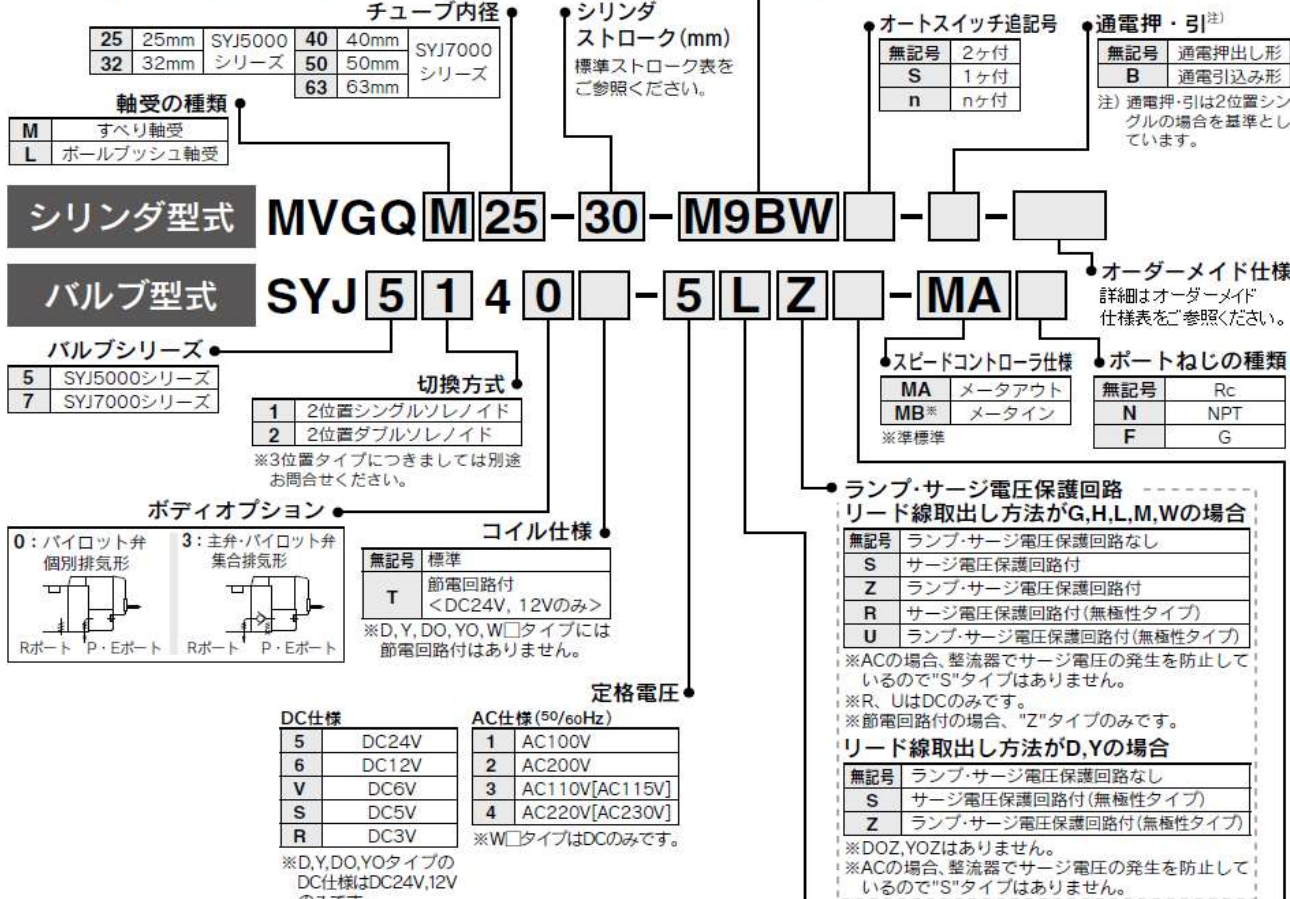 チューブ内径
25 25mm SYJ5000 40 40mm SYJ7000
32 32mm シリーズ 50 50mm シリーズ
63 63mm
シリンダ
ストローク(mm)
標準ストローク表を
ご参照ください。
オートスイッチ追記号
無記号 2ヶ付
S 1ヶ付
n nヶ付
通電押・引注)
無記号 通電押出し形
B 通電引込み形
注) 通電押・引は2位置シン
グルの場合を基準とし
ています。
軸受の種類
M すべり軸受
L ボールブッシュ軸受
シリンダ型式 MVGQ M 25 - 30 - M9BW - -
バルブ型式 SYJ 5 1 4 0 - 5 L Z - MA
オーダーメイド仕様
詳細はオーダーメイド
仕様表をご参照ください。
バルブシリーズ
5 SYJ5000シリーズ
7 SYJ7000シリーズ
切換方式
1 2位置シングルソレノイド
2 2位置ダブルソレノイド
※3位置タイプにつきましては別途
お問合せください。
スピードコントローラ仕様
MA メータアウト
MB※ メータイン
※準標準
ポートねじの種類
無記号 Rc
N NPT
F G
ボディオプション
0:パイロット弁
個別排気形
Rポート P・Eポート
3:主弁・パイロット弁
集合排気形
Rポート P・Eポート
コイル仕様
無記号 標準
T 節電回路付
<DC24V, 12Vのみ>
※D, Y, DO, YO, W□タイプには
節電回路付はありません。
定格電圧
DC仕様
5 DC24V
6 DC12V
V DC6V
S DC5V
R DC3V
※D,Y,DO,YOタイプの
DC仕様はDC24V,12V
のみです。
AC仕様(50/60Hz)
1 AC100V
2 AC200V
3 AC110V[AC115V]
4 AC220V[AC230V]
※W□タイプはDCのみです。
ランプ・サージ電圧保護回路
リード線取出し方法がG,H,L,M,Wの場合
無記号 ランプ・サージ電圧保護回路なし
S サージ電圧保護回路付
Z ランプ・サージ電圧保護回路付
R サージ電圧保護回路付(無極性タイプ)
U ランプ・サージ電圧保護回路付(無極性タイプ)
※ACの場合、整流器でサージ電圧の発生を防止して
いるので"S"タイプはありません。
※R、UはDCのみです。
※節電回路付の場合、"Z"タイプのみです。
リード線取出し方法がD,Yの場合
無記号 ランプ・サージ電圧保護回路なし
S サージ電圧保護回路付(無極性タイプ)
Z ランプ・サージ電圧保護回路付(無極性タイプ)
※DOZ,YOZはありません。
※ACの場合、整流器でサージ電圧の発生を防止して
いるので"S"タイプはありません。